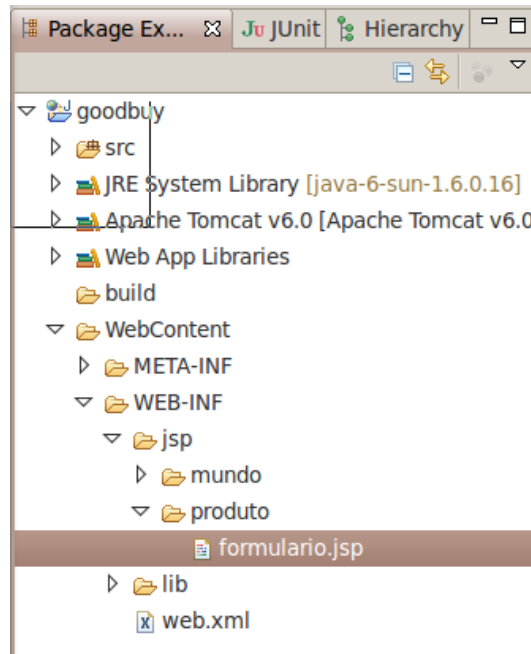 Package Ex...
JUnit
Hierarchy
goodbuy
src
JRE System Library [java-6-sun-1.6.0.16]
Apache Tomcat v6.0 [Apache Tomcat v6.0
Web App Libraries
build
WebContent
META-INF
WEB-INF
jsp
mundo
produto
formulario.jsp
lib
web.xml